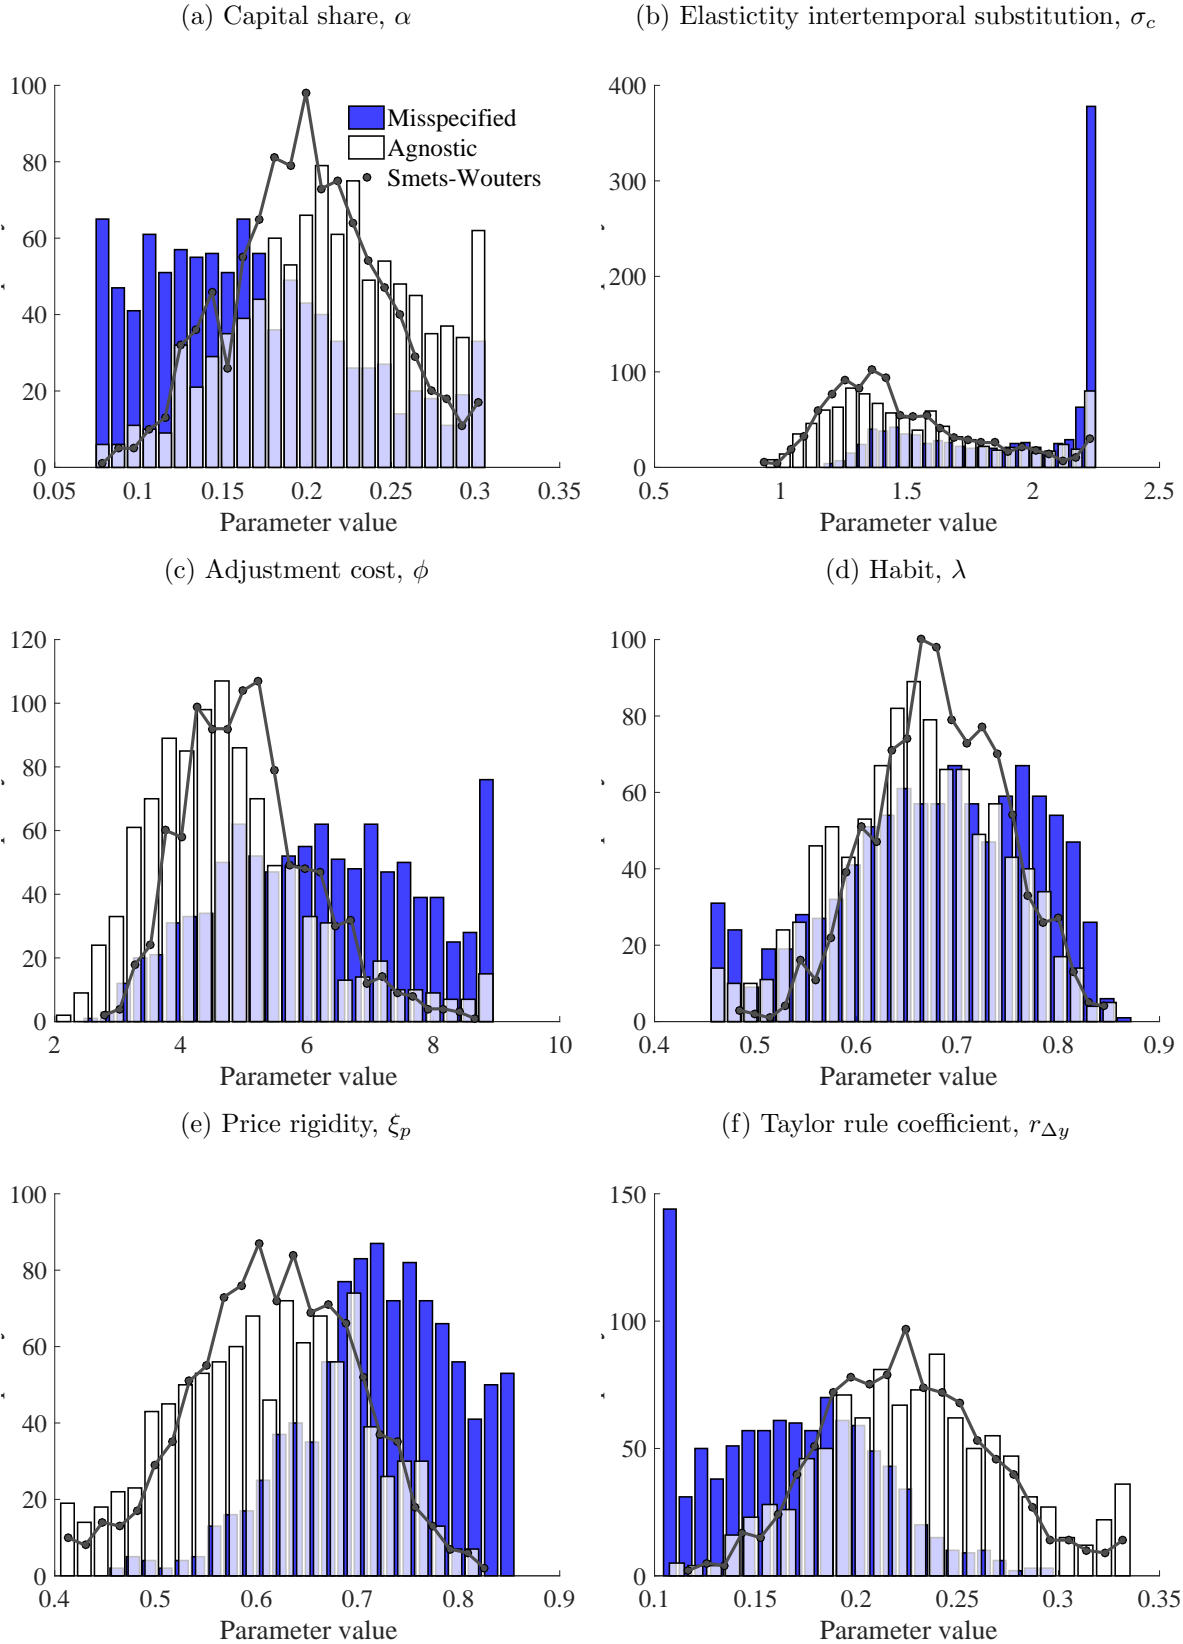 (a) Capital share, α
100
80
60
40
20
0
0.05 0.1 0.15 0.2 0.25 0.3 0.35
Parameter value
Misspecified
Agnostic
Smets-Wouters
(b) Elastictity intertemporal substitution, σc
400
300
200
100
0
0.5 1 1.5 2 2.5
Parameter value
(c) Adjustment cost, ϕ
120
100
80
60
40
20
0
2 4 6 8 10
Parameter value
(d) Habit, λ
100
80
60
40
20
0
0.4 0.5 0.6 0.7 0.8 0.9
Parameter value
(e) Price rigidity, ξp
100
80
60
40
20
0
0.4 0.5 0.6 0.7 0.8 0.9
Parameter value
(f) Taylor rule coefficient, rΔy
150
100
50
0
0.1 0.15 0.2 0.25 0.3 0.35
Parameter value